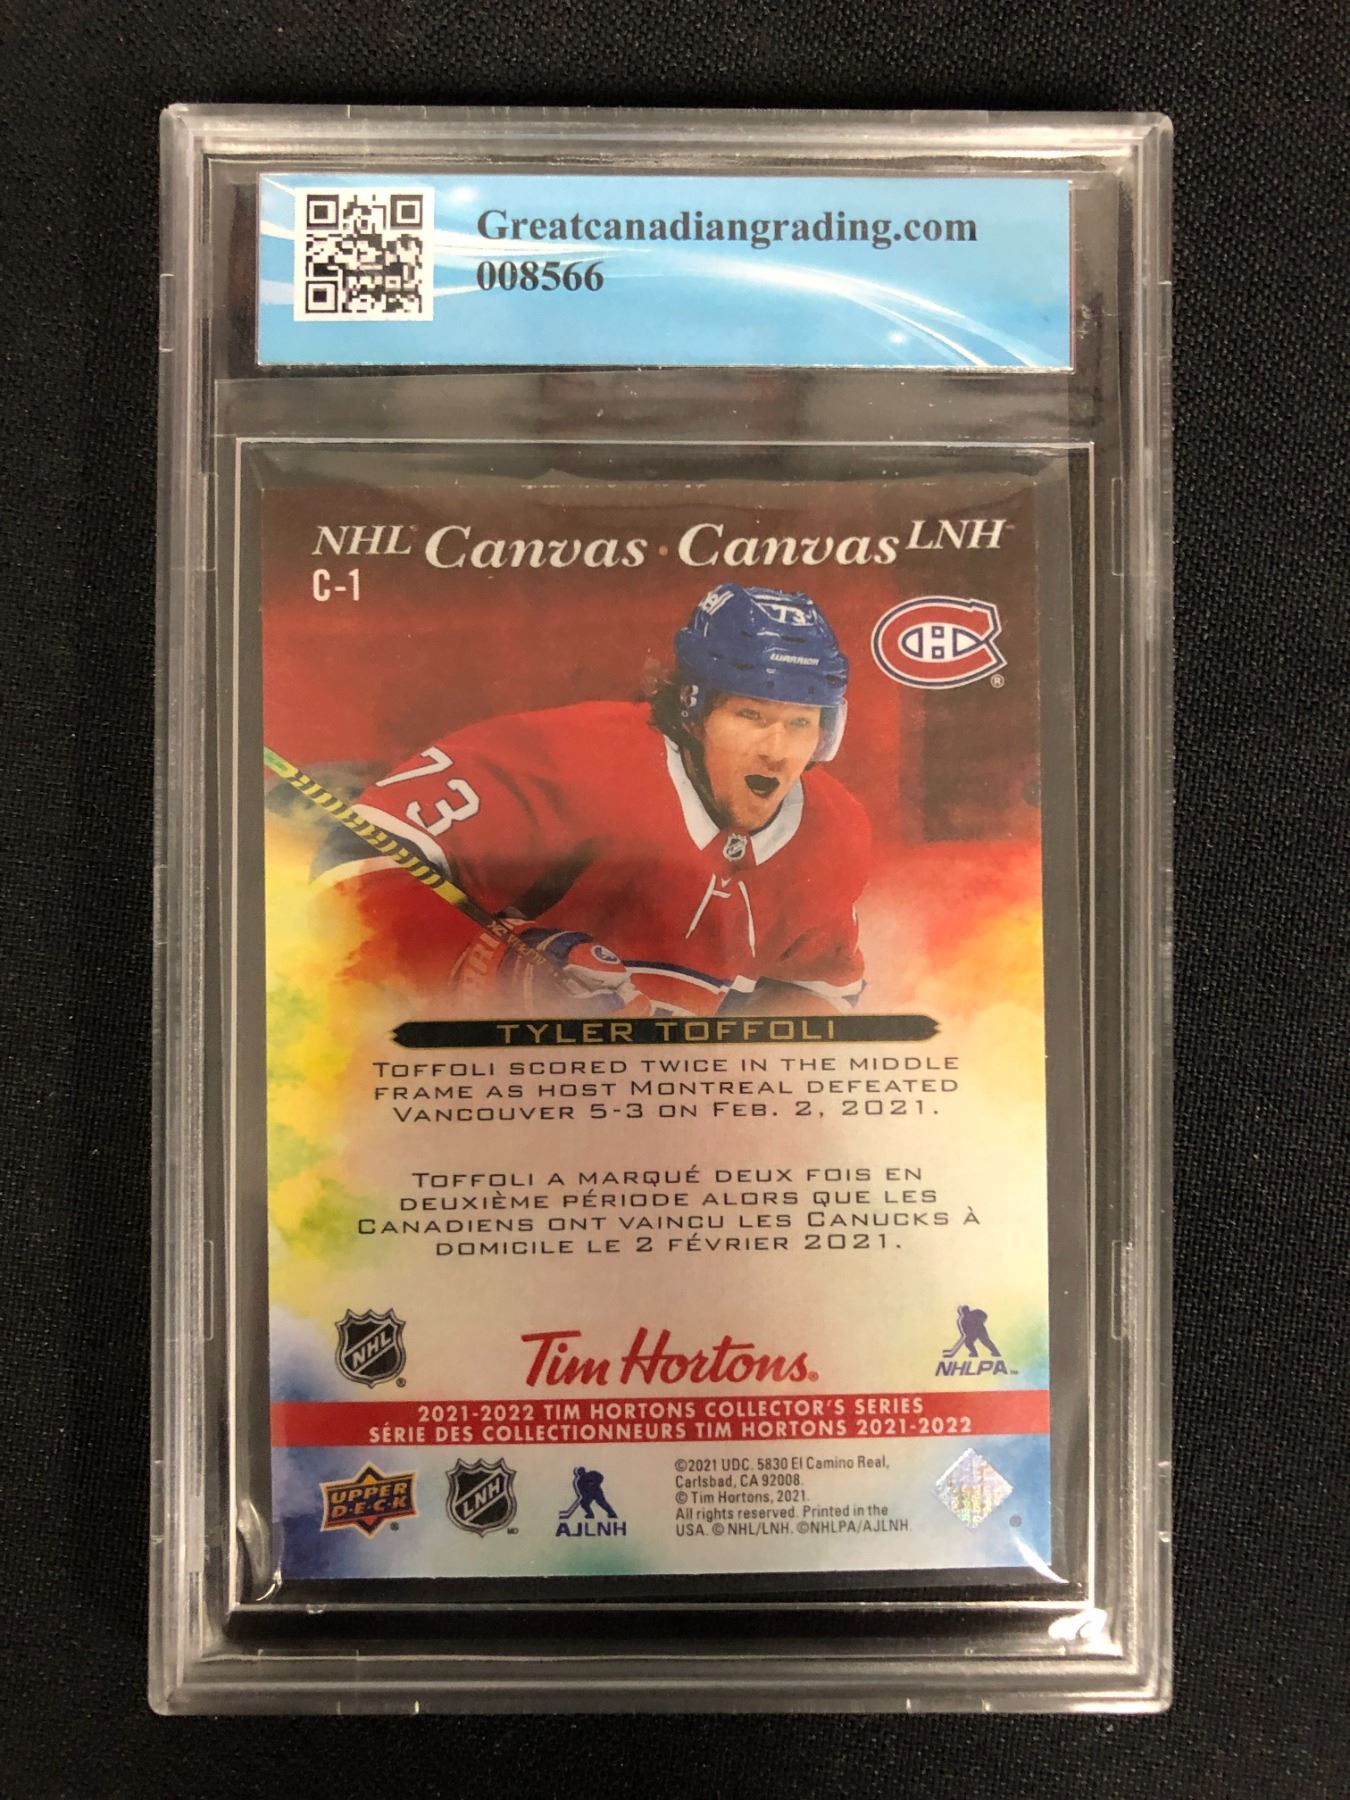 Greatcanadiangrading.com
008566
NHL Canvas · Canvas LNH
C-1
73
WARRIOR
73
TYLER TOFFOLI
TOFFOLI SCORED TWICE IN THE MIDDLE
FRAME AS HOST MONTREAL DEFEATED
VANCOUVER 5-3 ON FEB. 2, 2021.
TOFFOLI A MARQUÉ DEUX FOIS EN
DEUXIÈME PÉRIODE ALORS QUE LES
CANADIENS ONT VAINCU LES CANUCKS À
DOMICILE LE 2 FÉVRIER 2021.
NHL
Tim Hortons.
NHLPA
2021-2022 TIM HORTONS COLLECTOR'S SERIES
SÉRIE DES COLLECTIONNEURS TIM HORTONS 2021-2022
UPPER
D·E·C·K
LNH
AJLNH
©2021 UDC. 5830 El Camino Real,
Carlsbad, CA 92008.
© Tim Hortons, 2021.
All rights reserved. Printed in the
USA. © NHL/LNH. ©NHLPA/AJLNH.